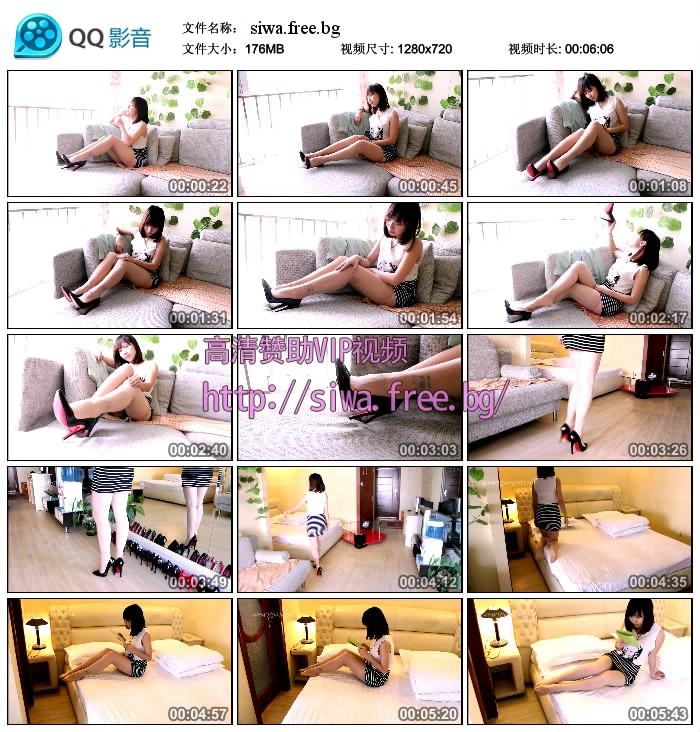 QQ影音
文件名称： siwa.free.bg
文件大小：176MB 视频尺寸: 1280x720 视频时长: 00:06:06
00:00:22 00:00:45 00:01:08
00:01:31 00:01:54 00:02:17
高清赞助VIP视频
http://siwa.free.bg/
00:02:40 00:03:03 00:03:26
00:03:49 00:04:12 00:04:35
00:04:57 00:05:20 00:05:43